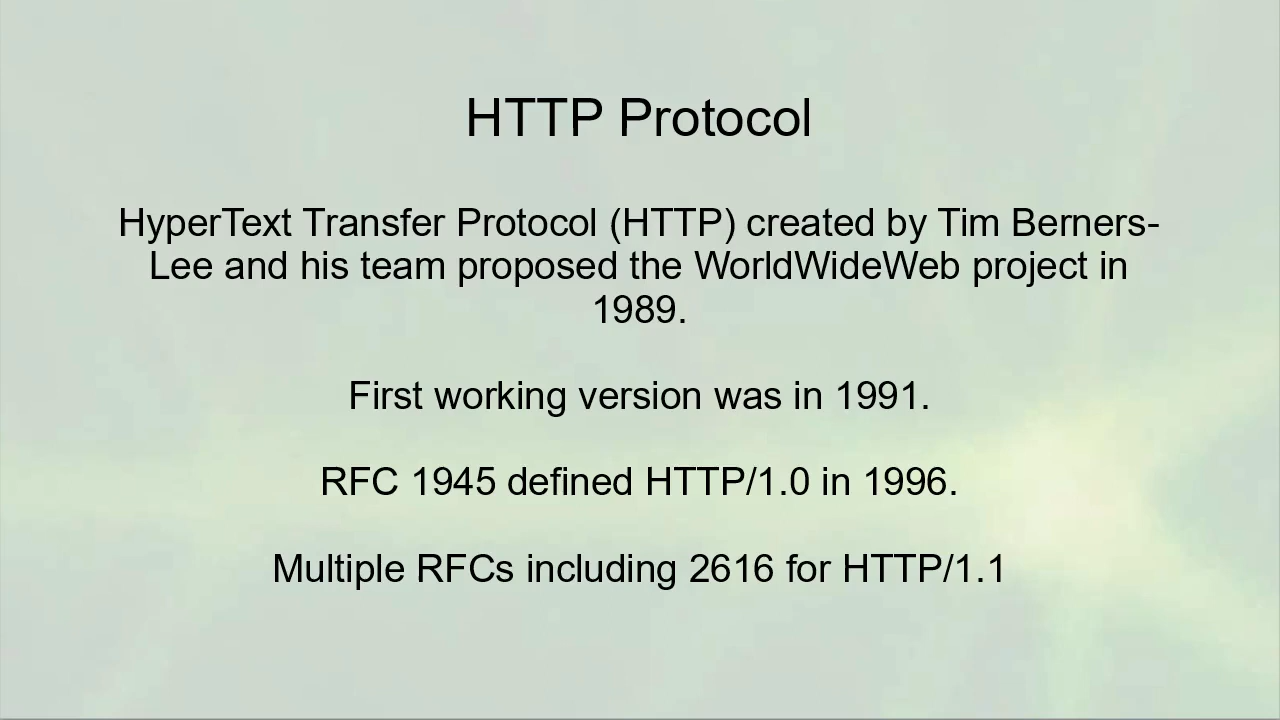 HTTP Protocol
HyperText Transfer Protocol (HTTP) created by Tim Berners-
Lee and his team proposed the WorldWideWeb project in
1989.
First working version was in 1991.
RFC 1945 defined HTTP/1.0 in 1996.
Multiple RFCs including 2616 for HTTP/1.1